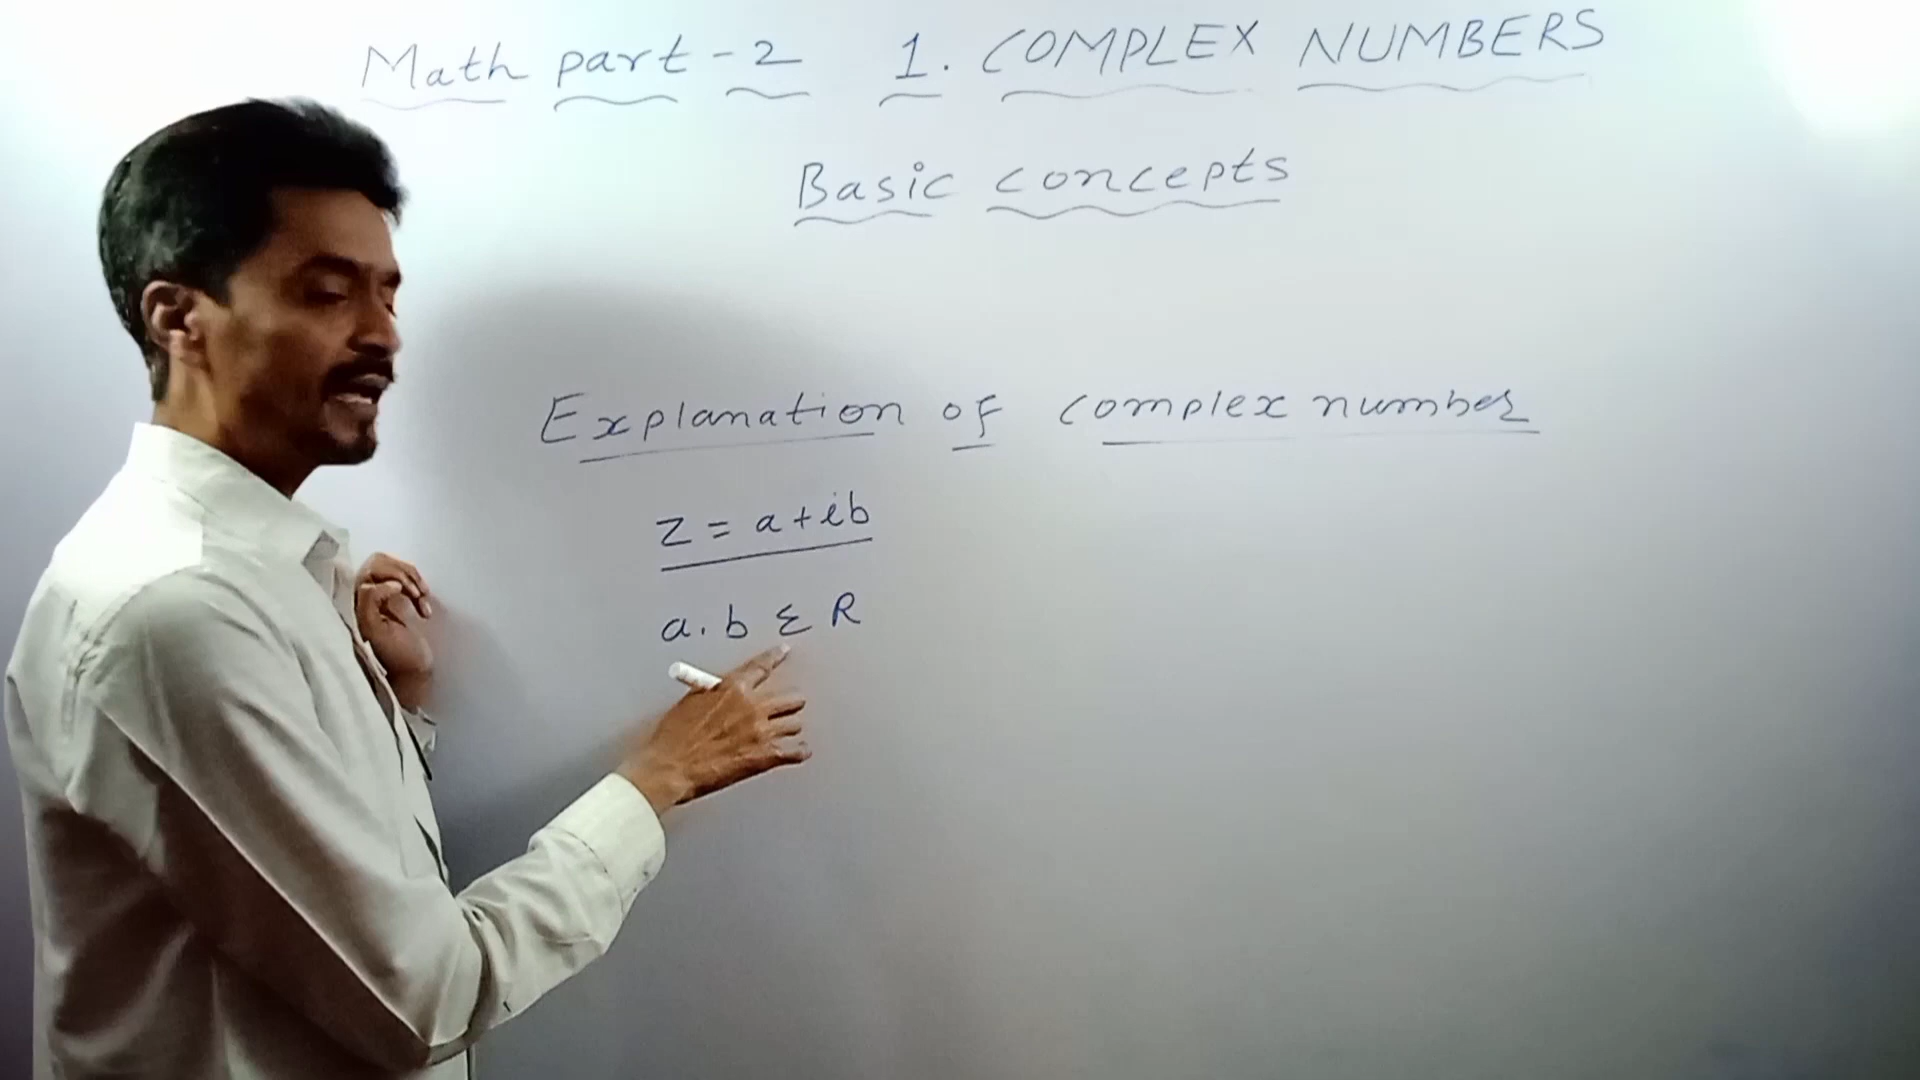 Math part-2 1. COMPLEX NUMBERS
Basic concepts
Explanation of complex number
z = a+ib
a.b Σ R